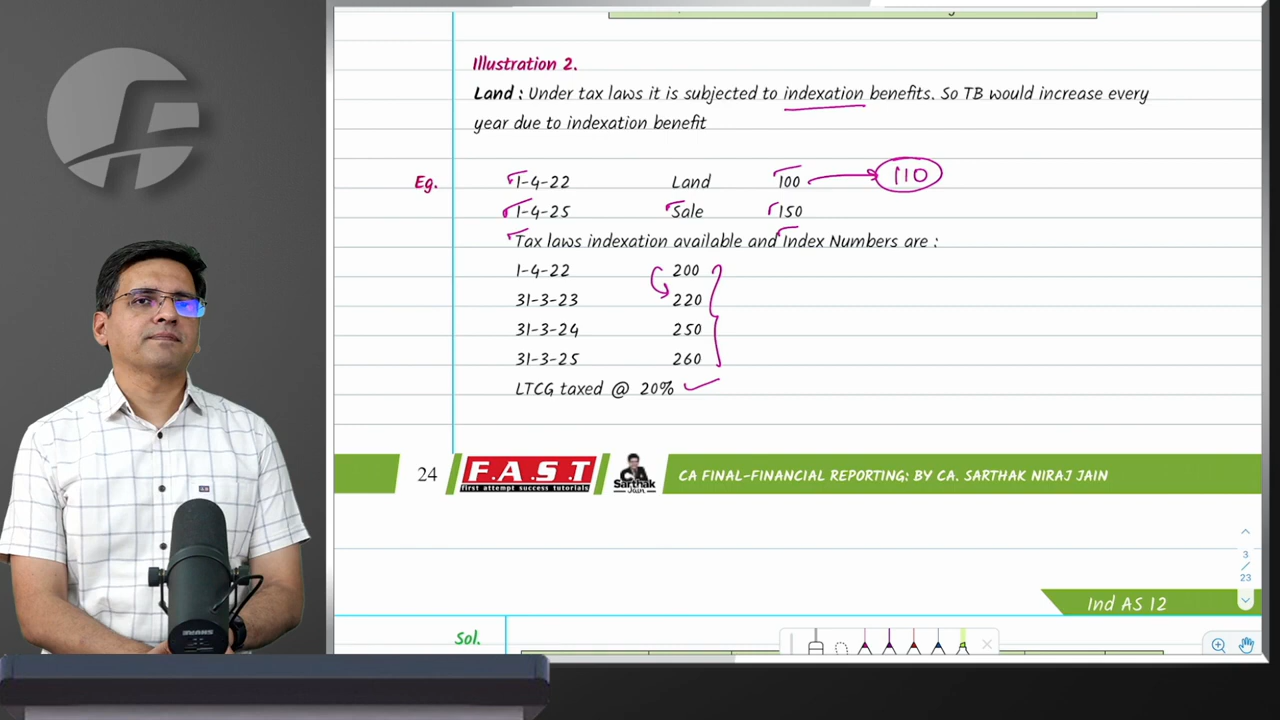 Illustration 2.
Land : Under tax laws it is subjected to indexation benefits. So TB would increase every
year due to indexation benefit
Eg. 1-4-22 Land 100 110
1-4-25 Sale 150
Tax laws indexation available and Index Numbers are :
1-4-22 200
31-3-23 220
31-3-24 250
31-3-25 260
LTCG taxed @ 20%
24 F.A.S.T first attempt success tutorials Sarthak Jain CA FINAL-FINANCIAL REPORTING: BY CA. SARTHAK NIRAJ JAIN
3
/
23
Ind AS 12
Sol.
SHURE